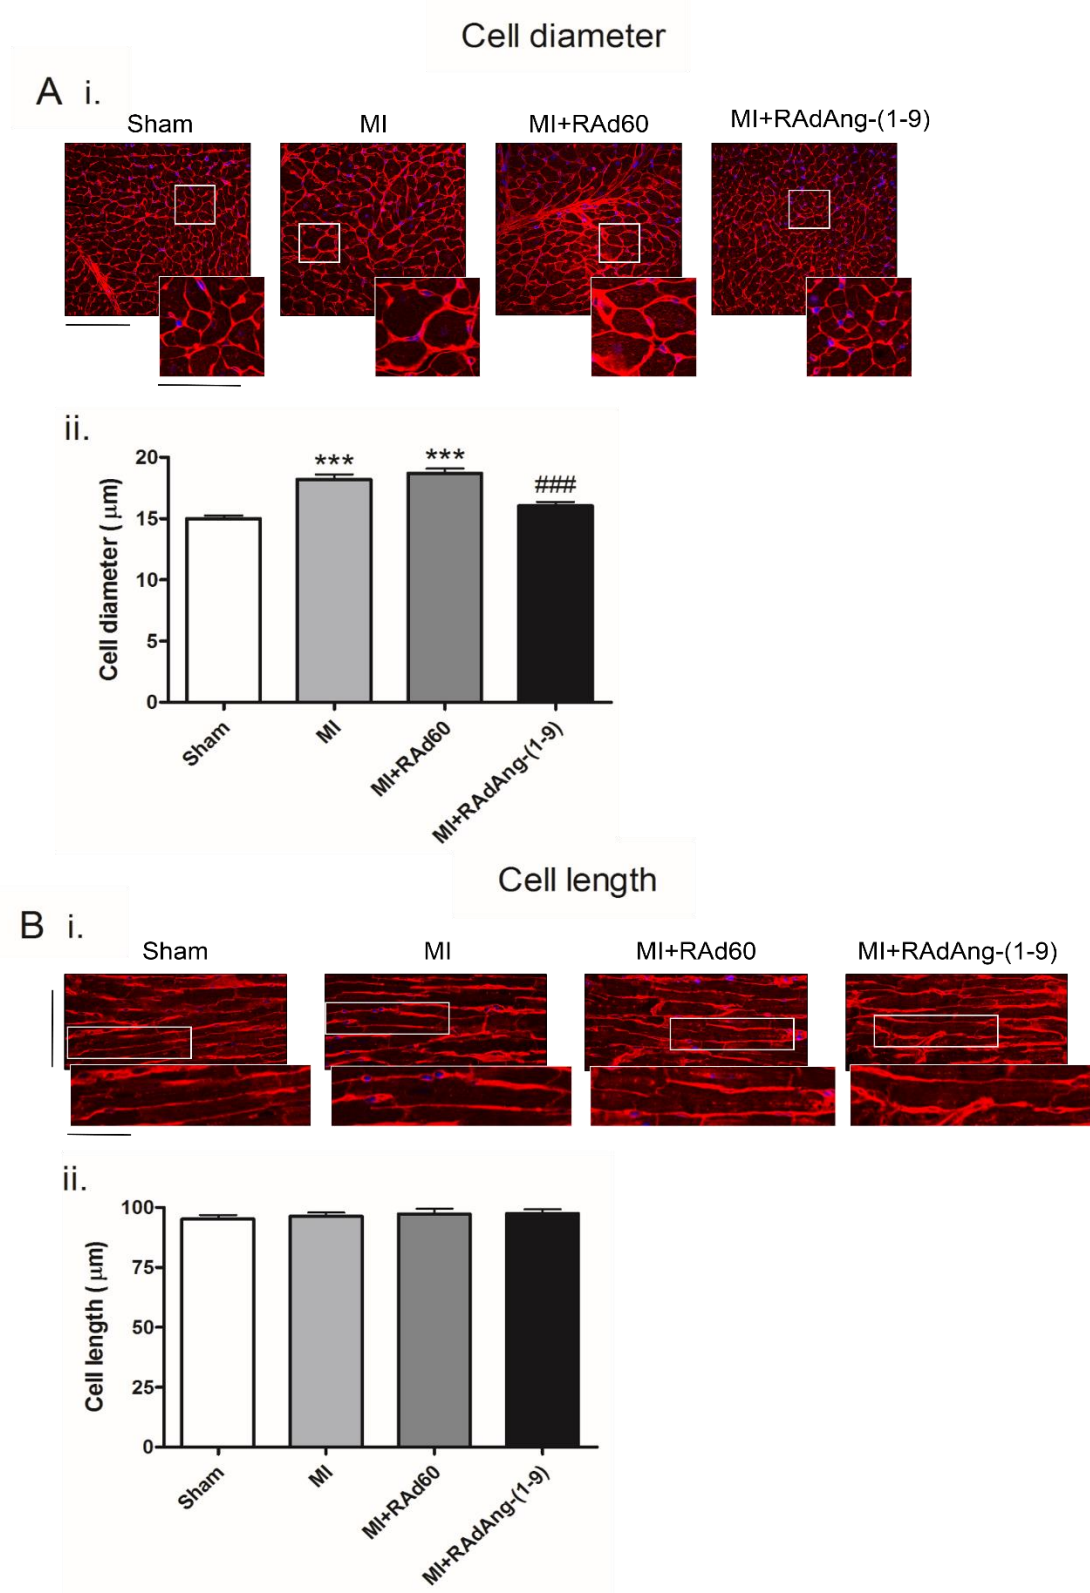 Cell diameter
A i.
Sham MI MI+RAd60 MI+RAdAng-(1-9)
ii.
Cell diameter ( μm)
20
15
10
5
0
*** *** ###
Sham MI MI+RAd60 MI+RAdAng-(1-9)
Cell length
B i.
Sham MI MI+RAd60 MI+RAdAng-(1-9)
ii.
Cell length ( μm)
100
75
50
25
0
Sham MI MI+RAd60 MI+RAdAng-(1-9)